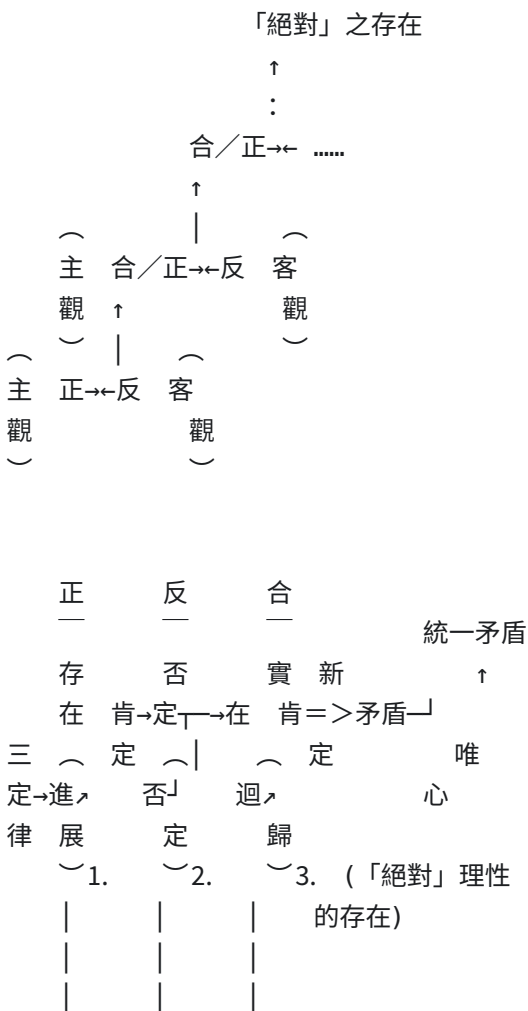 「絕對」之存在
↑
：
合／正→← ……
↑
︵ │ ︵
主 合／正→←反 客
觀 ↑ 觀
︵ ︶ │ ︵ ︶
主 正→←反 客
觀 觀
︶ ︶
正 反 合
￣ ￣ ￣ 統一矛盾
存 否 實 新 ↑
在 肯→定┬─→在 肯＝＞矛盾─┘
三 ︵ 定 ︵│ ︵ 定 唯
定→進↗ 否┘ 迴↗ 心
律 展 定 歸
︶1. ︶2. ︶3. (「絕對」理性
│ │ │ 的存在)
│ │ │
│ │ │